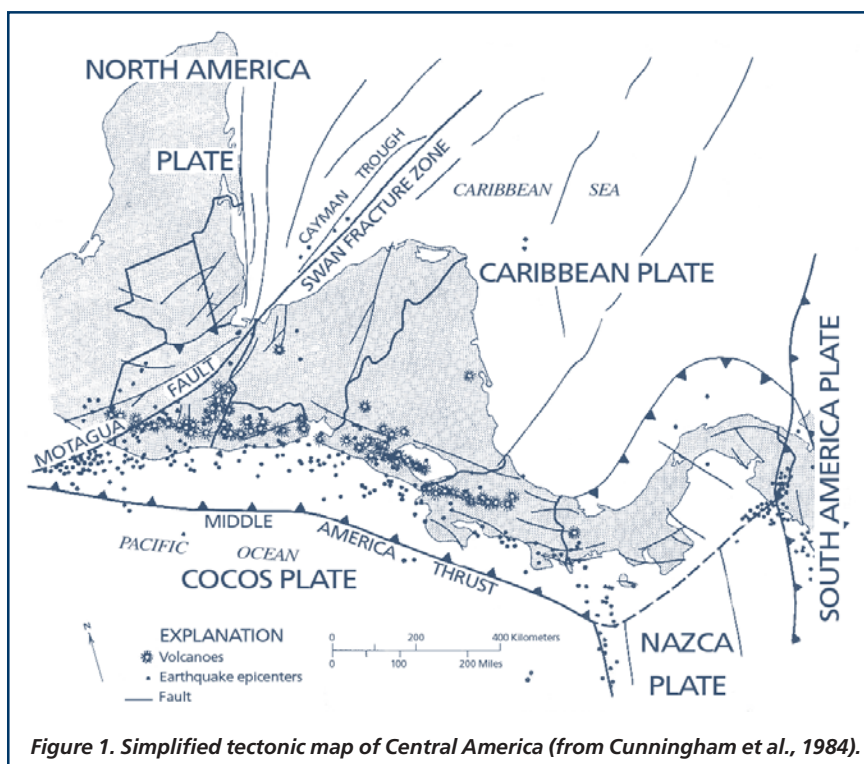 NORTH AMERICA
PLATE
CAYMAN TROUGH
SWAN FRACTURE ZONE
CARIBBEAN SEA
CARIBBEAN PLATE
SOUTH AMERICA PLATE
MOTAGUA FAULT
MIDDLE AMERICA THRUST
PACIFIC OCEAN
COCOS PLATE
NAZCA
PLATE
N
EXPLANATION
Volcanoes
Earthquake epicenters
Fault
0 200 400 Kilometers
0 100 200 Miles
Figure 1. Simplified tectonic map of Central America (from Cunningham et al., 1984).